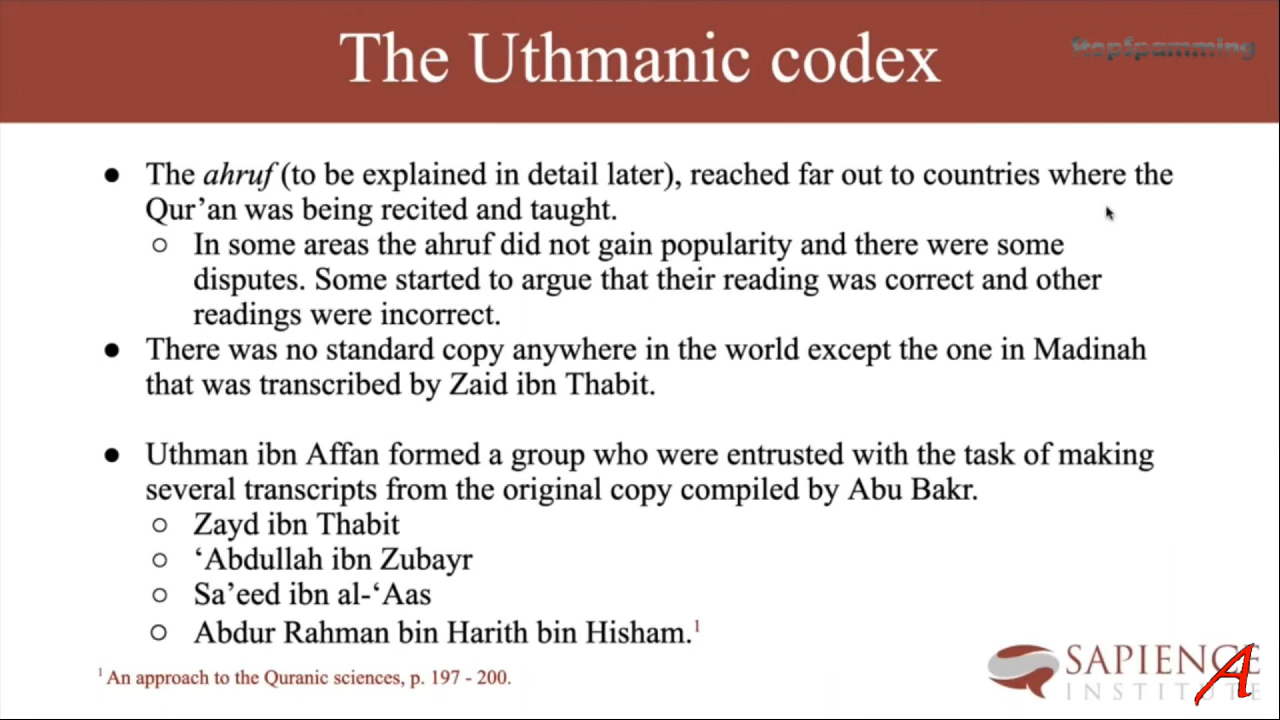 The Uthmanic codex
StopSpamming
● The ahruf (to be explained in detail later), reached far out to countries where the
Qur’an was being recited and taught.
○ In some areas the ahruf did not gain popularity and there were some
disputes. Some started to argue that their reading was correct and other
readings were incorrect.
● There was no standard copy anywhere in the world except the one in Madinah
that was transcribed by Zaid ibn Thabit.
● Uthman ibn Affan formed a group who were entrusted with the task of making
several transcripts from the original copy compiled by Abu Bakr.
○ Zayd ibn Thabit
○ ‘Abdullah ibn Zubayr
○ Sa’eed ibn al-‘Aas
○ Abdur Rahman bin Harith bin Hisham.1
1 An approach to the Quranic sciences, p. 197 - 200.
SAPIENCE
INSTITUTE
A